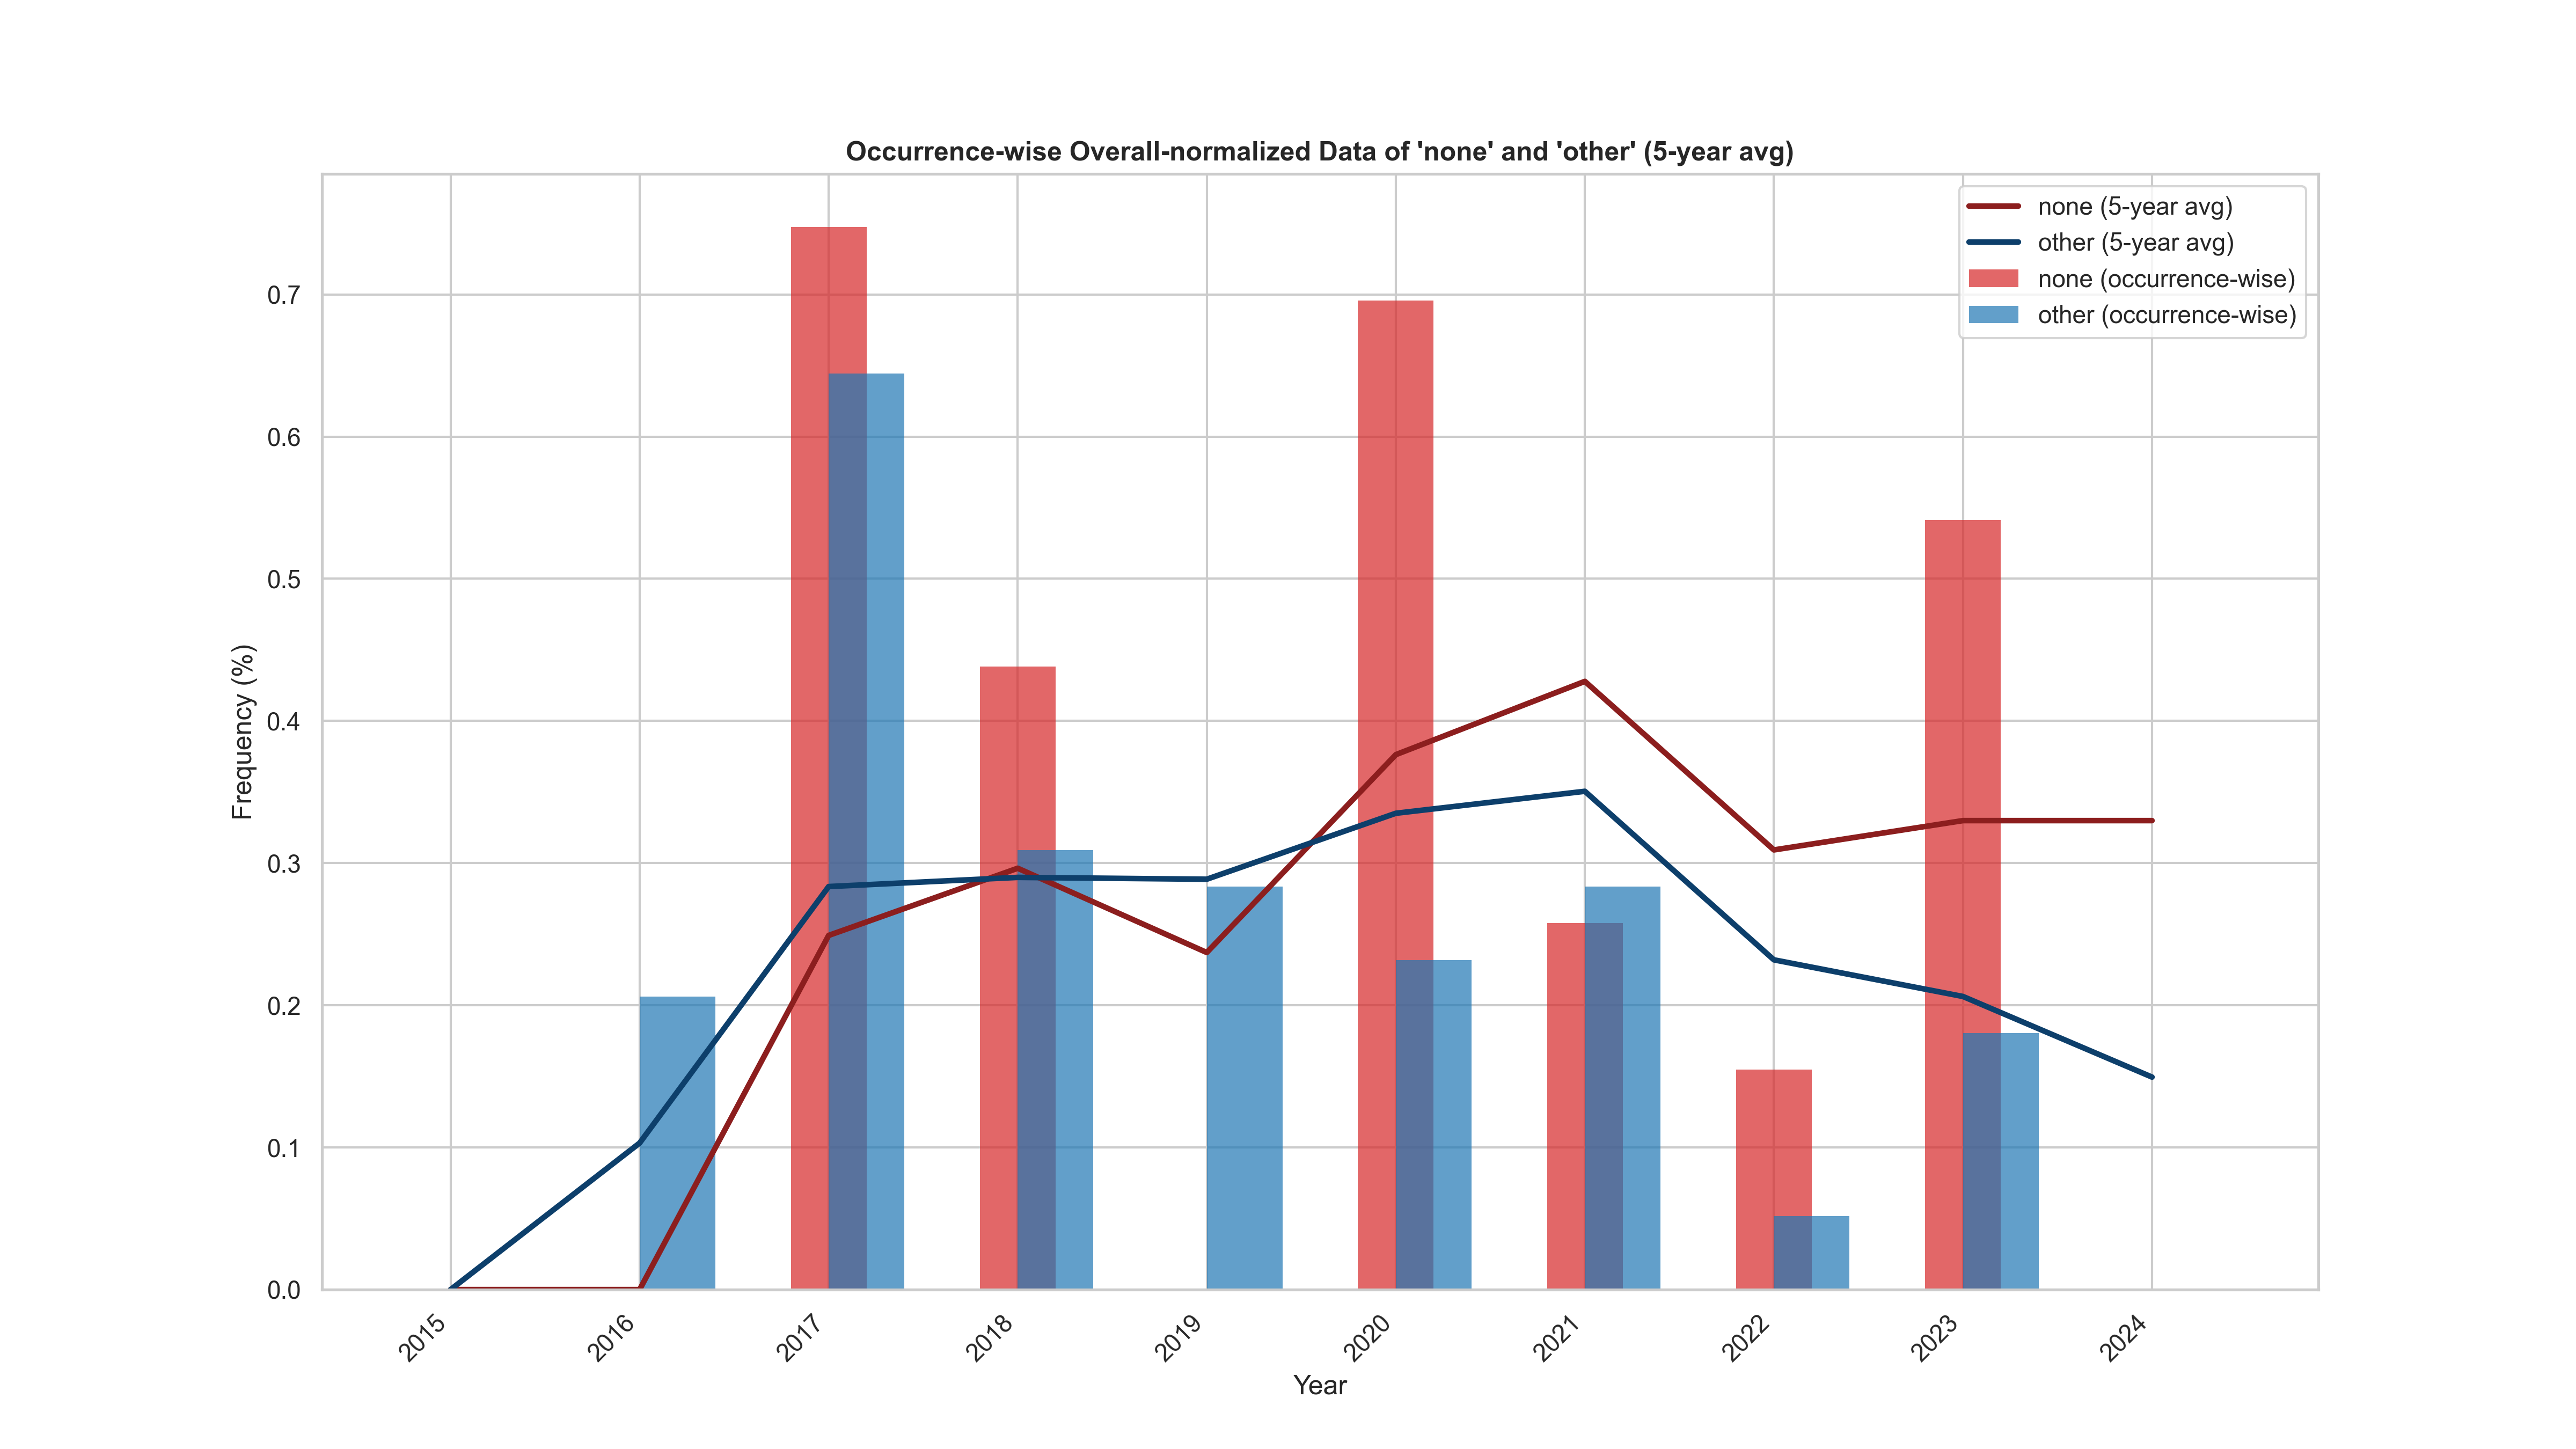 Occurrence-wise Overall-normalized Data of 'none' and 'other' (5-year avg)
none (5-year avg)
other (5-year avg)
none (occurrence-wise)
other (occurrence-wise)
Frequency (%)
0.7
0.6
0.5
0.4
0.3
0.2
0.1
0.0
2015
2016
2017
2018
2019
2020
2021
2022
2023
2024
Year